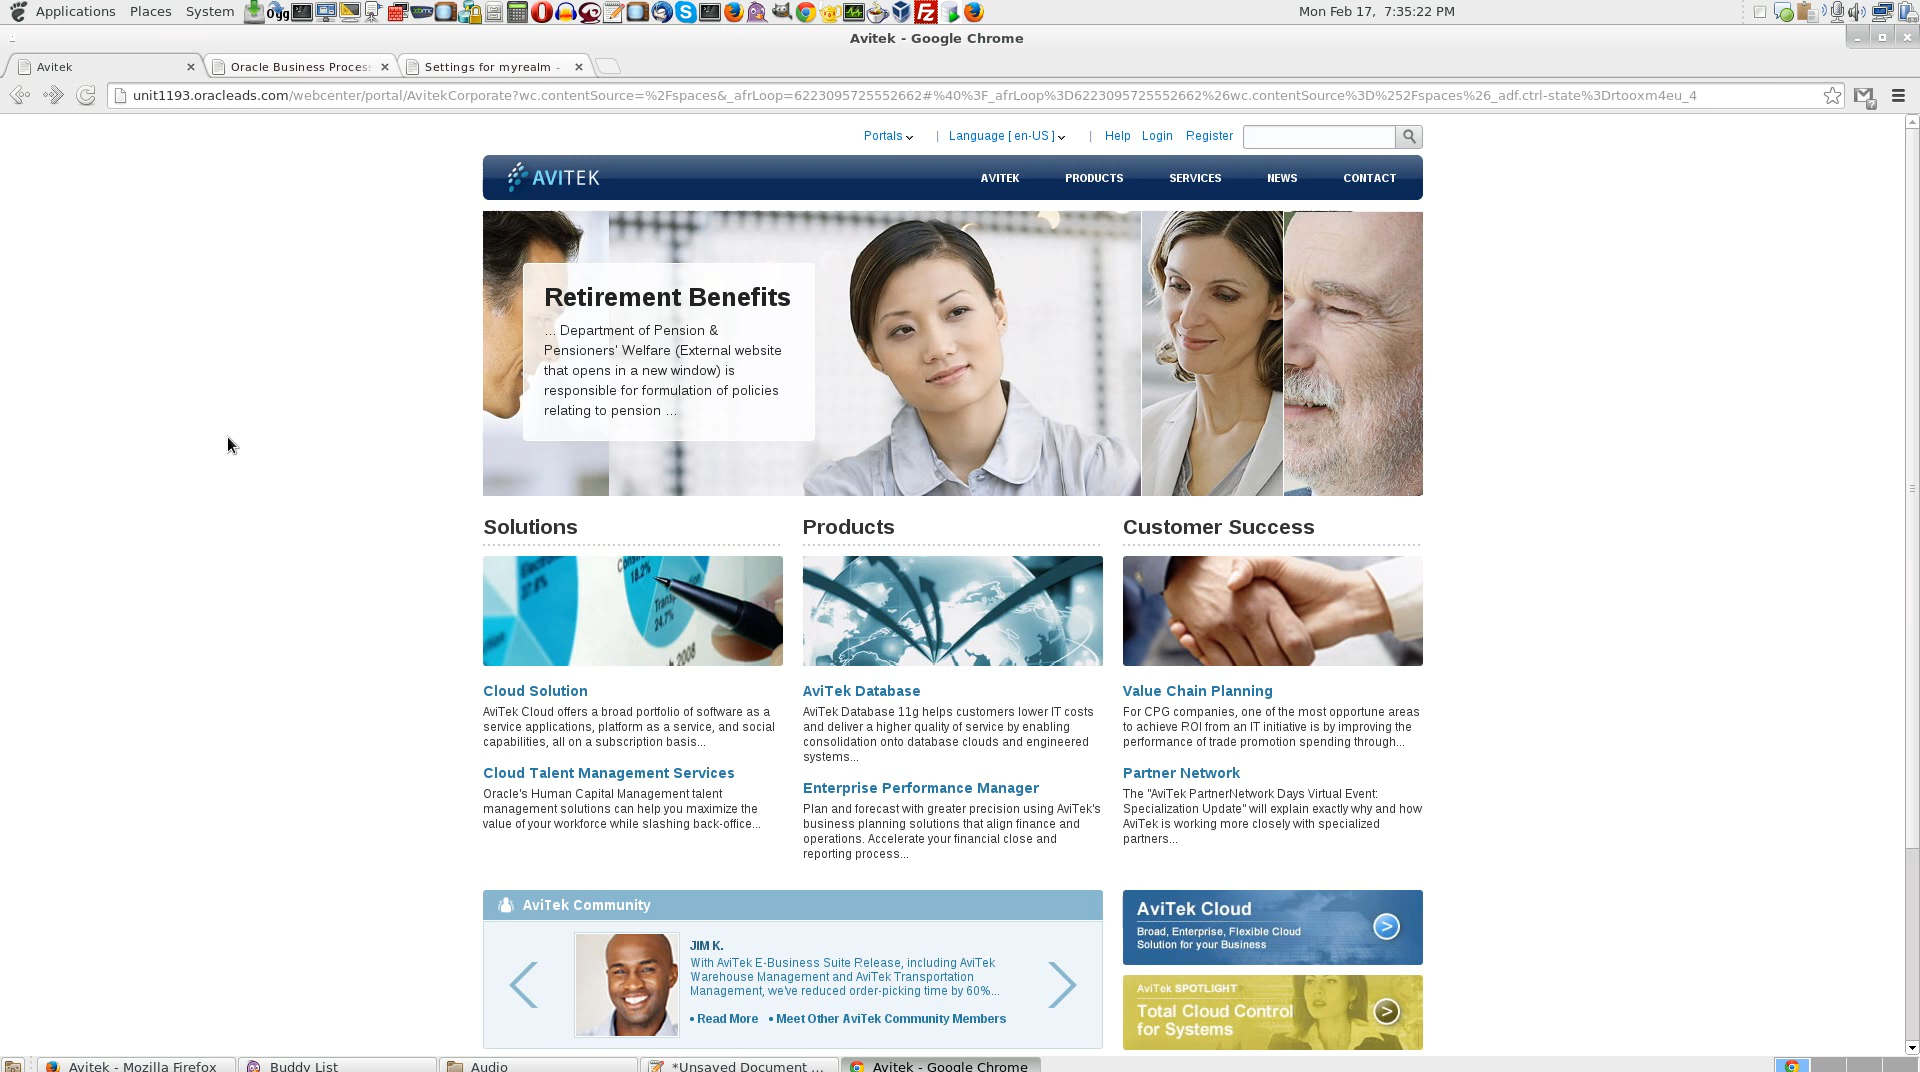 Applications Places System Mon Feb 17, 7:35:22 PM
Avitek - Google Chrome
Avitek Oracle Business Proces Settings for myrealm -
unit1193.oracleads.com/webcenter/portal/AvitekCorporate?wc.contentSource=%2Fspaces&_afrLoop=6223095725552662#%40%3F_afrLoop%3D6223095725552662%26wc.contentSource%3D%252Fspaces%26_adf.ctrl-state%3Drtooxm4eu_4
Portals | Language [ en-US ] | Help Login Register
AVITEK AVITEK PRODUCTS SERVICES NEWS CONTACT
Retirement Benefits
... Department of Pension &
Pensioners' Welfare (External website
that opens in a new window) is
responsible for formulation of policies
relating to pension ...
Solutions
37.6%
18.2%
24.7%
2008
Cloud Solution
AviTek Cloud offers a broad portfolio of software as a
service applications, platform as a service, and social
capabilities, all on a subscription basis...
Cloud Talent Management Services
Oracle's Human Capital Management talent
management solutions can help you maximize the
value of your workforce while slashing back-office...
Products
AviTek Database
AviTek Database 11g helps customers lower IT costs
and deliver a higher quality of service by enabling
consolidation onto database clouds and engineered
systems...
Enterprise Performance Manager
Plan and forecast with greater precision using AviTek's
business planning solutions that align finance and
operations. Accelerate your financial close and
reporting process...
Customer Success
Value Chain Planning
For CPG companies, one of the most opportune areas
to achieve ROI from an IT initiative is by improving the
performance of trade promotion spending through...
Partner Network
The "AviTek PartnerNetwork Days Virtual Event:
Specialization Update" will explain exactly why and how
AviTek is working more closely with specialized
partners...
AviTek Community
JIM K.
With AviTek E-Business Suite Release, including AviTek
Warehouse Management and AviTek Transportation
Management, we've reduced order-picking time by 60%...
• Read More • Meet Other AviTek Community Members
AviTek Cloud
Broad, Enterprise, Flexible Cloud
Solution for your Business
AviTek SPOTLIGHT
Total Cloud Control
for Systems
Avitek - Mozilla Firefox Buddy List Audio *Unsaved Document ... Avitek - Google Chrome